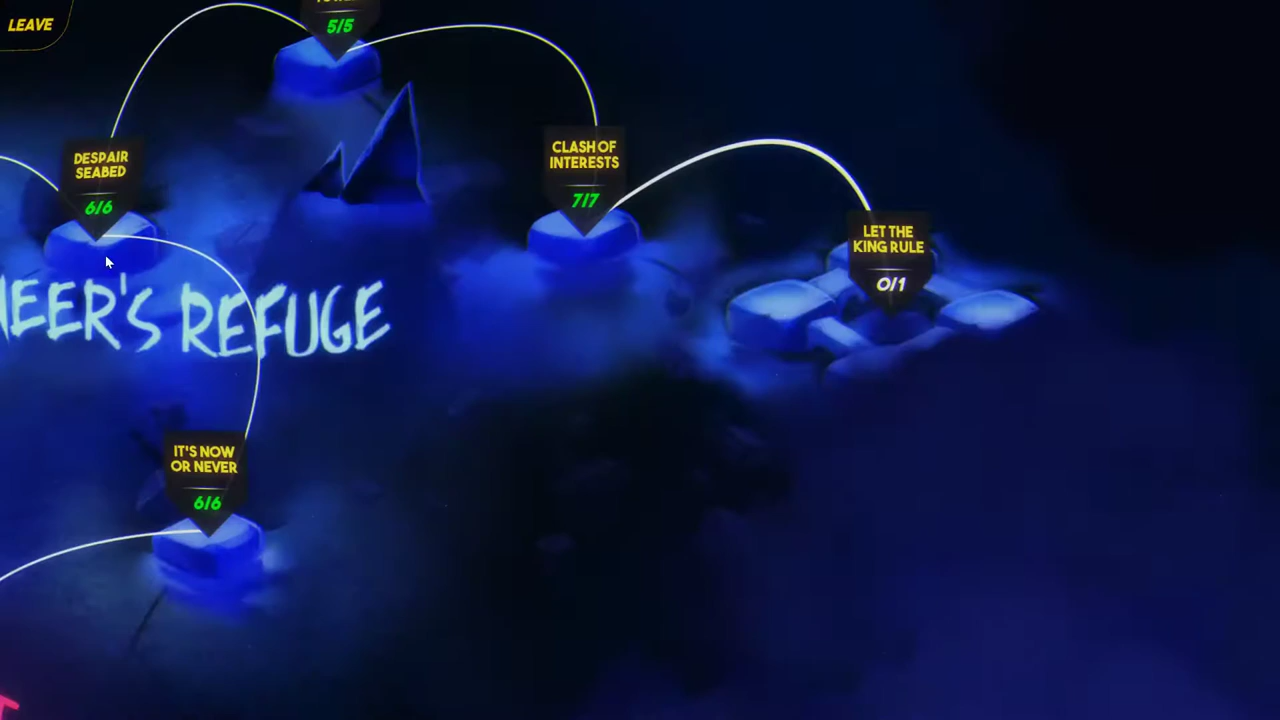 LEAVE
5/5
DESPAIR
SEABED
6/6
CLASH OF
INTERESTS
7/7
LET THE
KING RULE
0/1
NEER'S REFUGE
IT'S NOW
OR NEVER
6/6